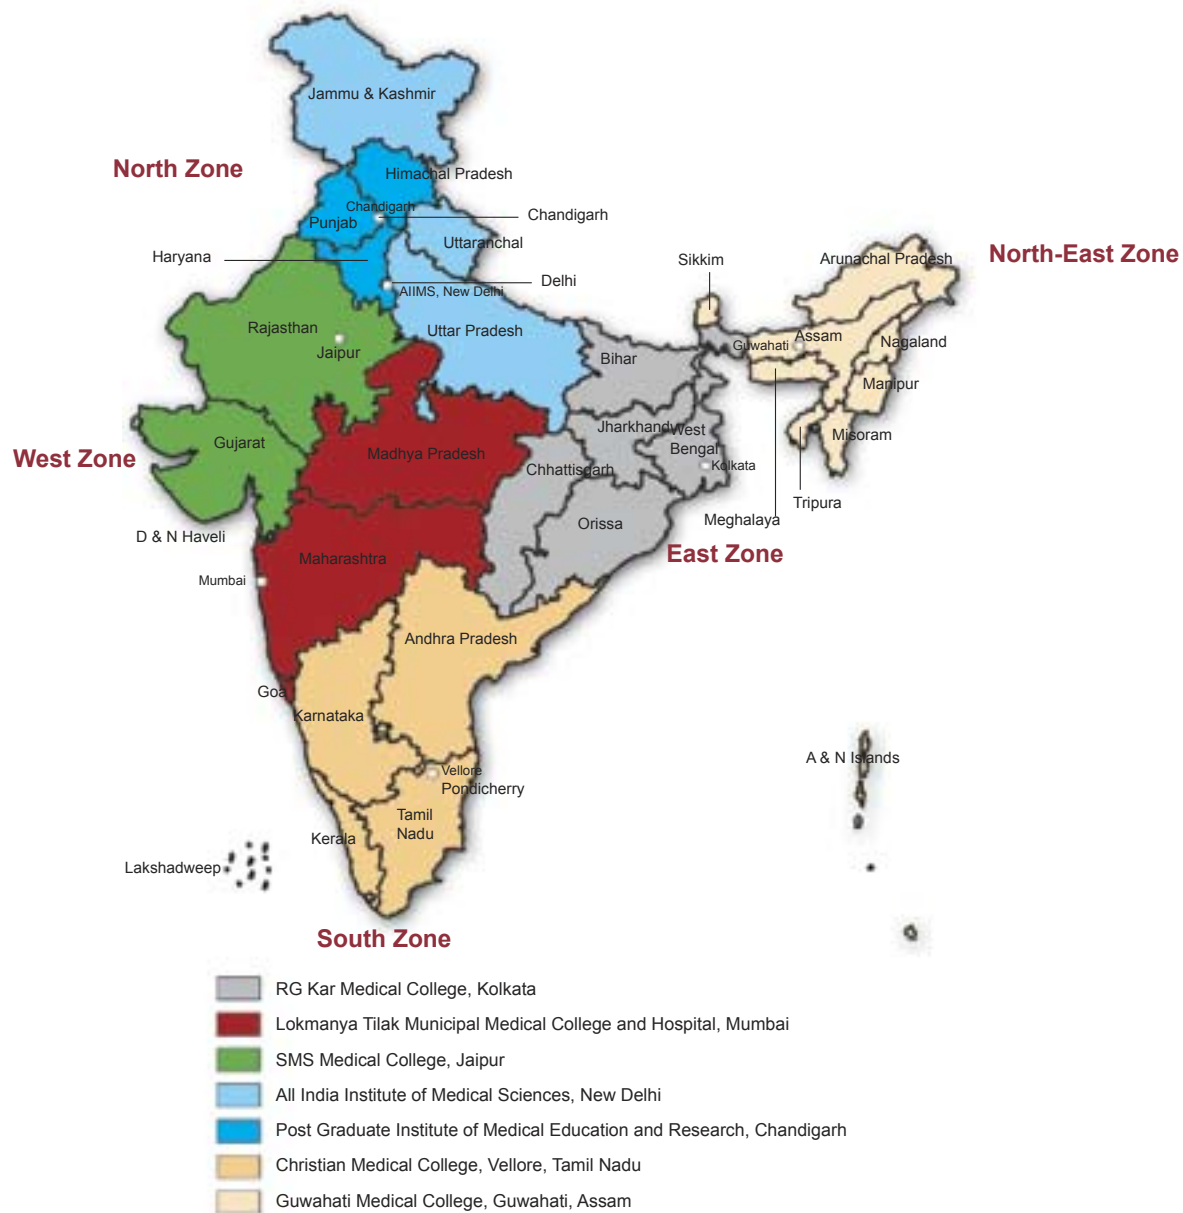 Jammu & Kashmir
North Zone
Himachal Pradesh
Chandigarh
Punjab
Chandigarh
Uttaranchal
Haryana
Delhi
AIIMS, New Delhi
Sikkim
Arunachal Pradesh
North-East Zone
Rajasthan
Jaipur
Uttar Pradesh
Bihar
Guwahati
Assam
Nagaland
Manipur
Misoram
Gujarat
West Zone
Madhya Pradesh
Jharkhand
West
Bengal
Kolkata
Chhattisgarh
Tripura
Meghalaya
Orissa
D & N Haveli
East Zone
Maharashtra
Mumbai
Andhra Pradesh
Goa
Karnataka
A & N Islands
Vellore
Pondicherry
Tamil
Nadu
Kerala
Lakshadweep
South Zone
RG Kar Medical College, Kolkata
Lokmanya Tilak Municipal Medical College and Hospital, Mumbai
SMS Medical College, Jaipur
All India Institute of Medical Sciences, New Delhi
Post Graduate Institute of Medical Education and Research, Chandigarh
Christian Medical College, Vellore, Tamil Nadu
Guwahati Medical College, Guwahati, Assam